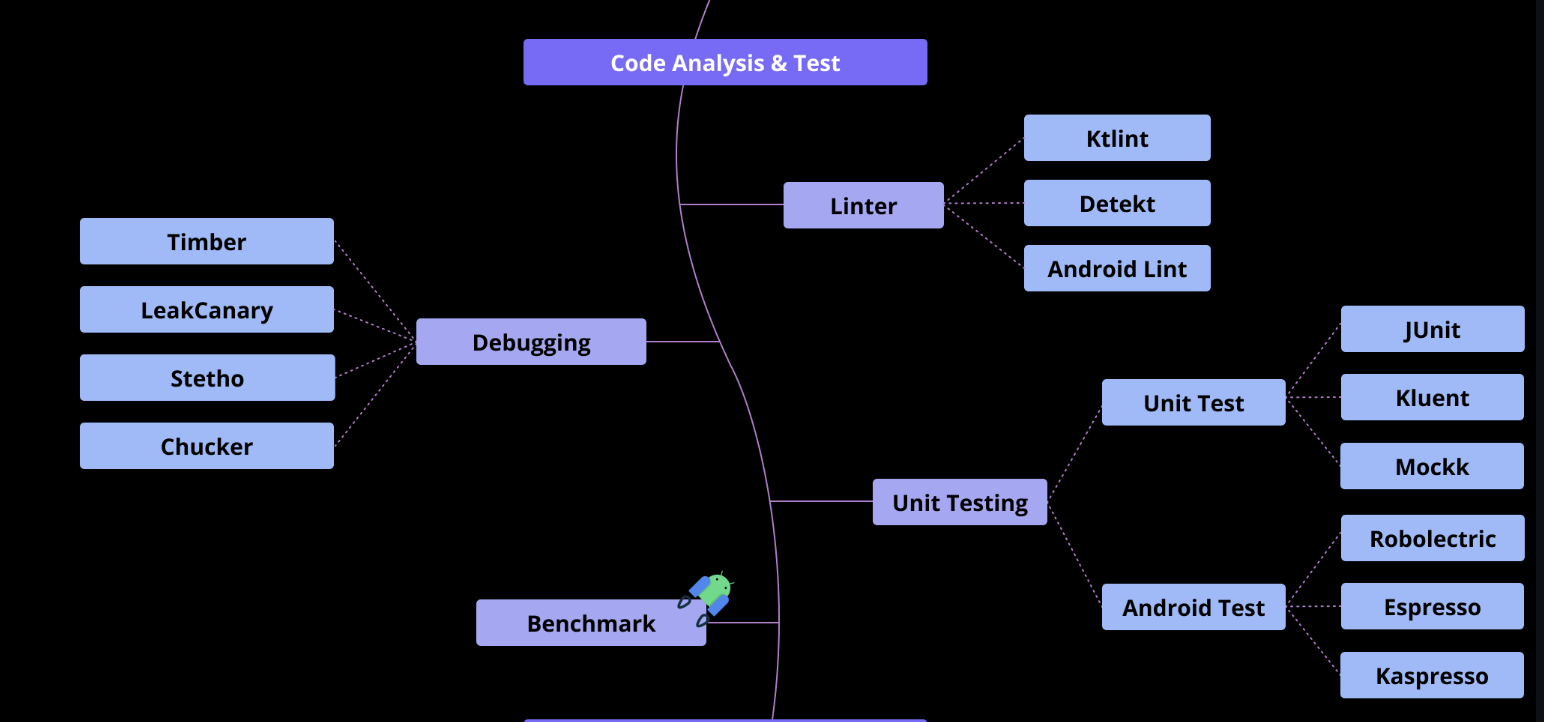 Code Analysis & Test
Ktlint
Linter
Detekt
Android Lint
Timber
LeakCanary
Debugging
Stetho
Chucker
JUnit
Unit Test
Kluent
Mockk
Unit Testing
Robolectric
Android Test
Espresso
Kaspresso
Benchmark